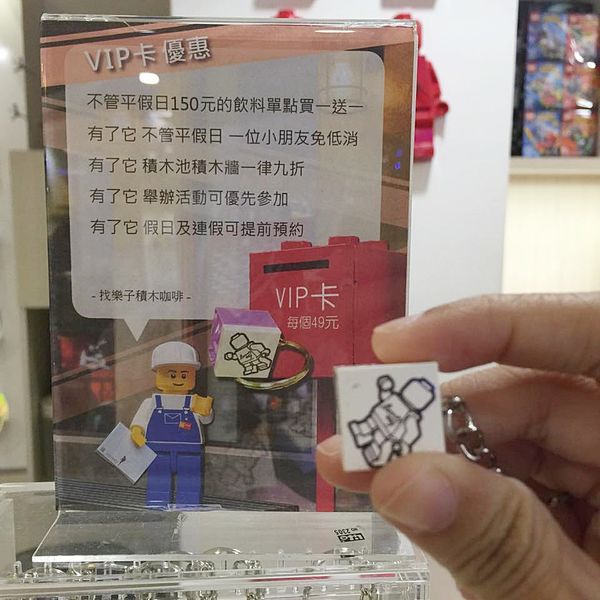 VIP卡 優惠
不管平假日150元的飲料單點買一送一
有了它 不管平假日 一位小朋友免低消
有了它 積木池積木牆一律九折
有了它 舉辦活動可優先參加
有了它 假日及連假可提前預約
- 找樂子積木咖啡 -
VIP卡
每個49元